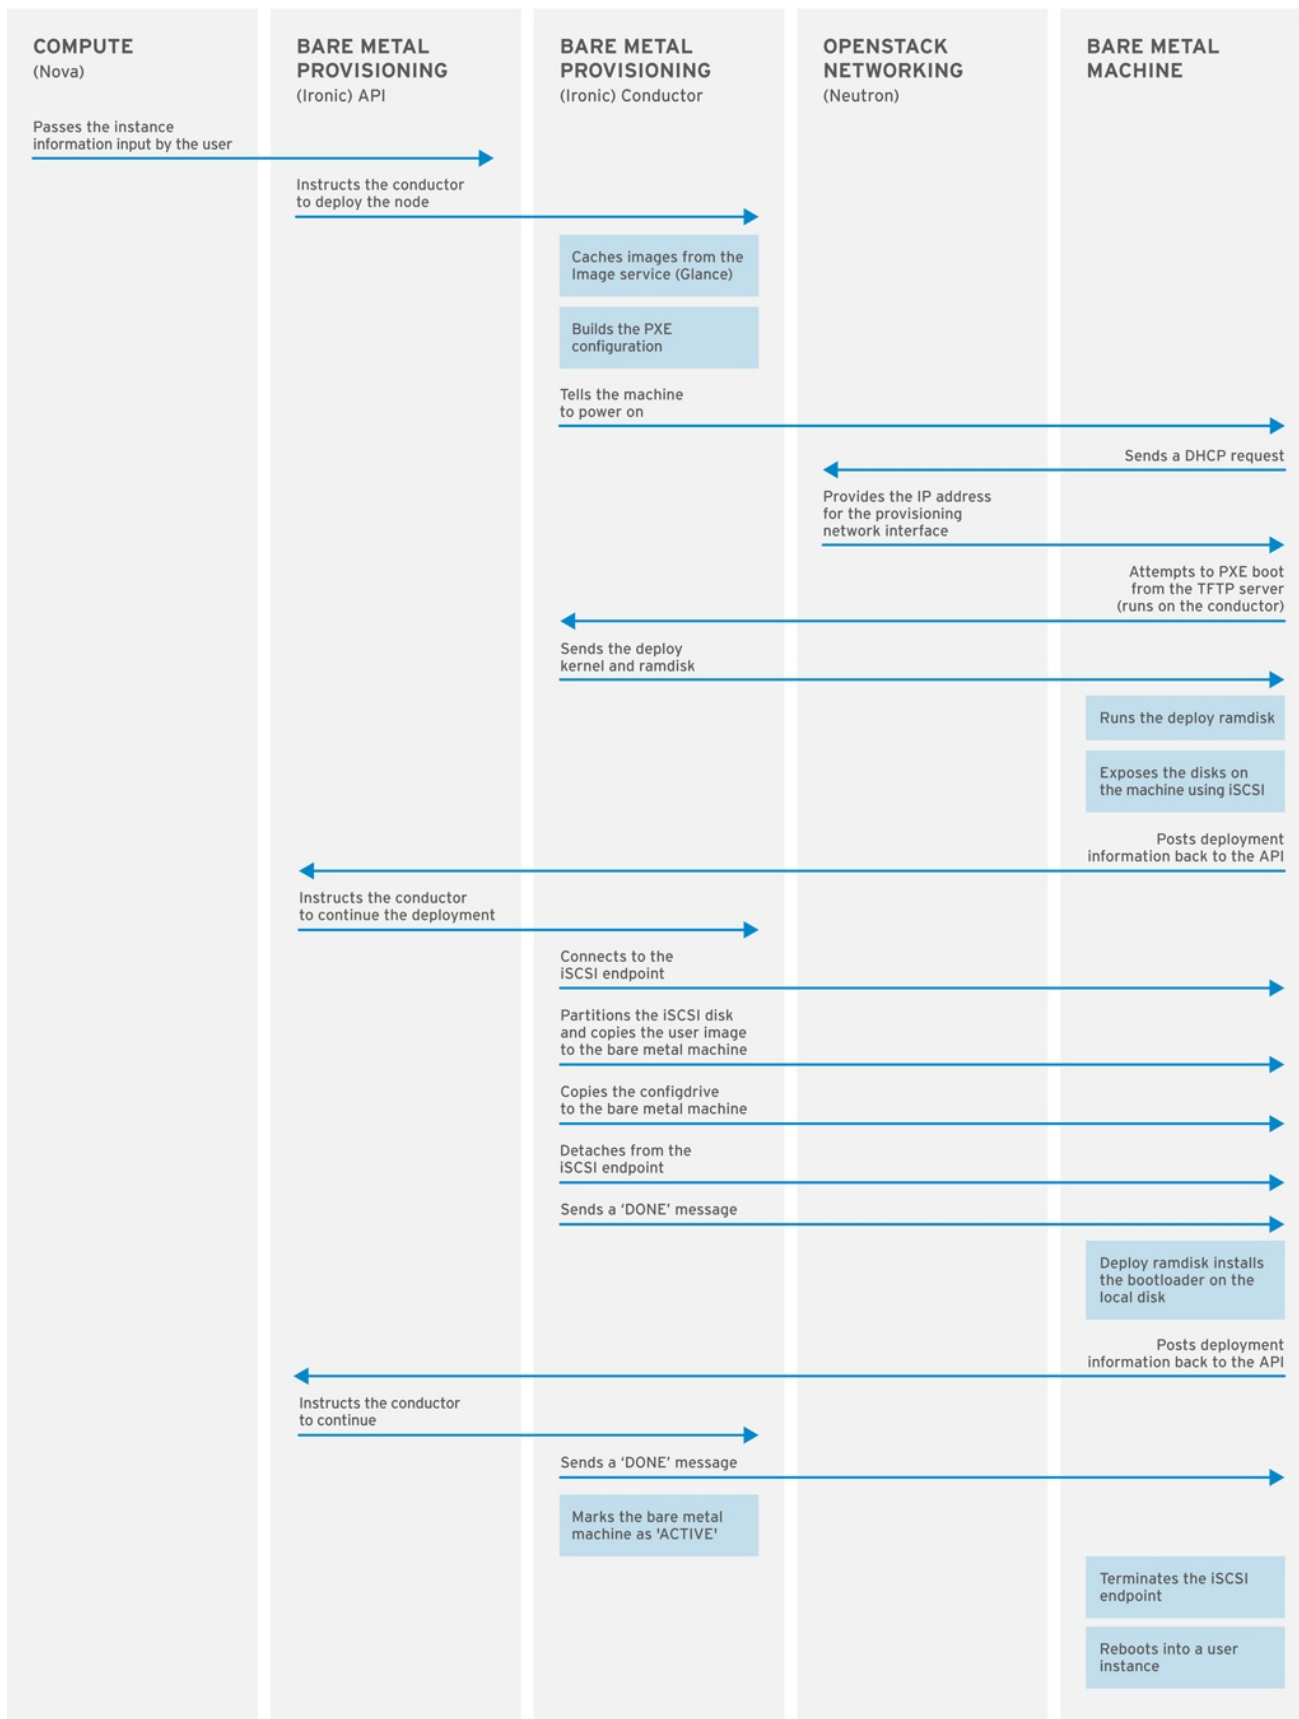 COMPUTE
(Nova)
BARE METAL
PROVISIONING
(Ironic) API
BARE METAL
PROVISIONING
(Ironic) Conductor
OPENSTACK
NETWORKING
(Neutron)
BARE METAL
MACHINE
Passes the instance
information input by the user
Instructs the conductor
to deploy the node
Caches images from the
Image service (Glance)
Builds the PXE
configuration
Tells the machine
to power on
Sends a DHCP request
Provides the IP address
for the provisioning
network interface
Attempts to PXE boot
from the TFTP server
(runs on the conductor)
Sends the deploy
kernel and ramdisk
Runs the deploy ramdisk
Exposes the disks on
the machine using iSCSI
Posts deployment
information back to the API
Instructs the conductor
to continue the deployment
Connects to the
iSCSI endpoint
Partitions the iSCSI disk
and copies the user image
to the bare metal machine
Copies the configdrive
to the bare metal machine
Detaches from the
iSCSI endpoint
Sends a ‘DONE’ message
Deploy ramdisk installs
the bootloader on the
local disk
Posts deployment
information back to the API
Instructs the conductor
to continue
Sends a ‘DONE’ message
Marks the bare metal
machine as 'ACTIVE'
Terminates the iSCSI
endpoint
Reboots into a user
instance